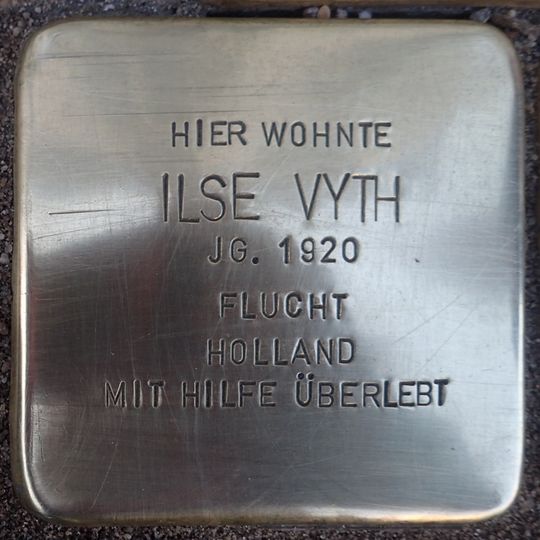 HIER WOHNTE
ILSE VYTH
JG. 1920
FLUCHT
HOLLAND
MIT HILFE ÜBERLEBT